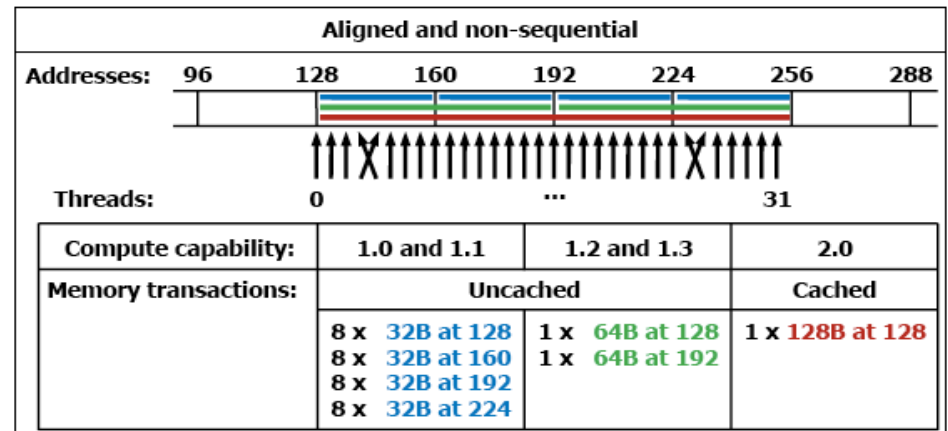 Aligned and non-sequential
Addresses: 96 128 160 192 224 256 288
Threads: 0 ... 31
Compute capability: 1.0 and 1.1 1.2 and 1.3 2.0
Memory transactions: Uncached Cached
8 x 32B at 128 1 x 64B at 128 1 x 128B at 128
8 x 32B at 160 1 x 64B at 192
8 x 32B at 192
8 x 32B at 224